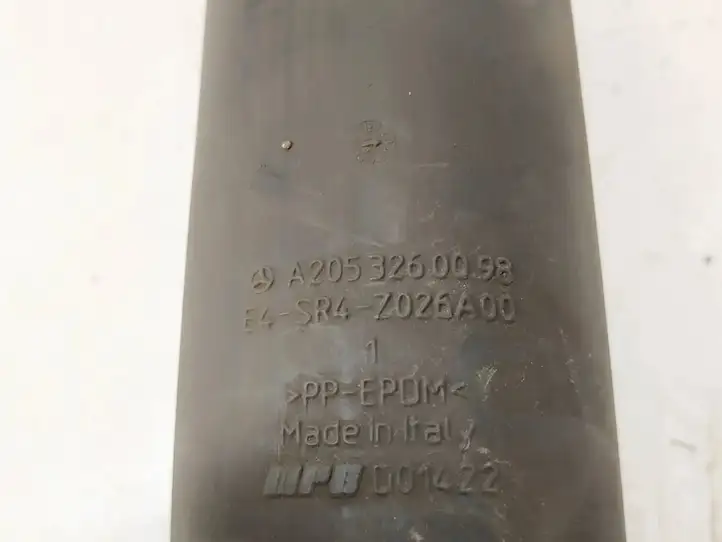 A205 326 00 98
E4-SR4-Z026A00
1
>PP-EPDM<
Made in Italy
001422